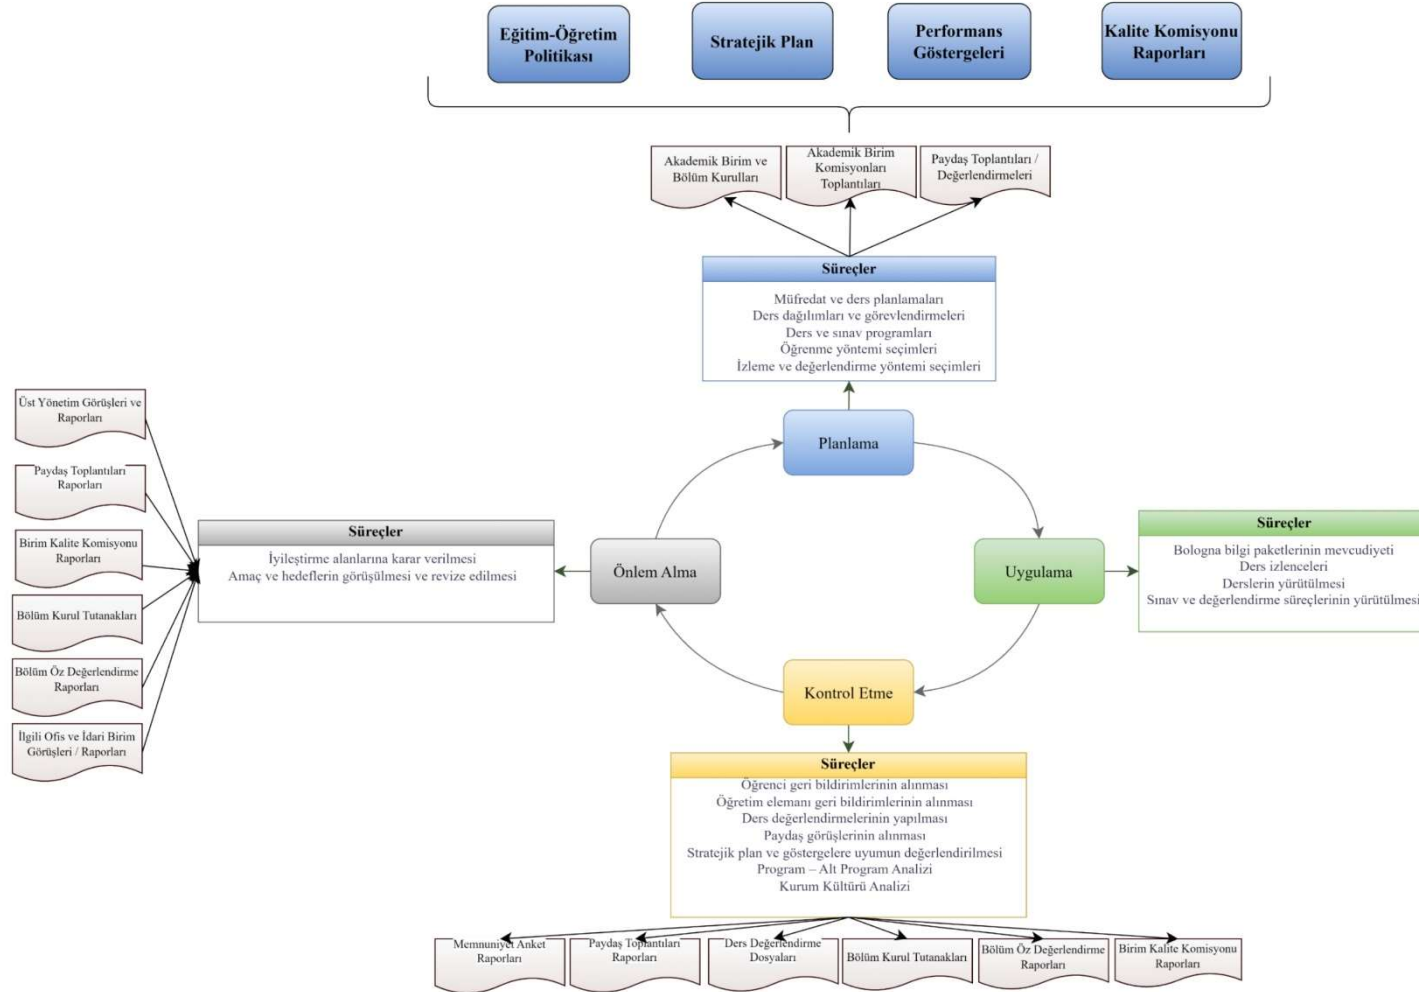 Eğitim-Öğretim
Politikası
Stratejik Plan
Performans
Göstergeleri
Kalite Komisyonu
Raporları
Akademik Birim ve
Bölüm Kurulları
Akademik Birim
Komisyonları
Toplantıları
Paydaş Toplantıları /
Değerlendirmeleri
Süreçler
Müfredat ve ders planlamaları
Ders dağılımları ve görevlendirmeleri
Ders ve sınav programları
Öğrenme yöntemi seçimleri
İzleme ve değerlendirme yöntemi seçimleri
Planlama
Üst Yönetim Görüşleri ve
Raporları
Paydaş Toplantıları
Raporları
Birim Kalite Komisyonu
Raporları
Bölüm Kurul Tutanakları
Bölüm Öz Değerlendirme
Raporları
İlgili Ofis ve İdari Birim
Görüşleri / Raporları
Süreçler
İyileştirme alanlarına karar verilmesi
Amaç ve hedeflerin görüşülmesi ve revize edilmesi
Önlem Alma
Uygulama
Süreçler
Bologna bilgi paketlerinin mevcudiyeti
Ders izlenceleri
Derslerin yürütülmesi
Sınav ve değerlendirme süreçlerinin yürütülmesi
Kontrol Etme
Süreçler
Öğrenci geri bildirimlerinin alınması
Öğretim elemanı geri bildirimlerinin alınması
Ders değerlendirmelerinin yapılması
Paydaş görüşlerinin alınması
Stratejik plan ve göstergelere uyumun değerlendirilmesi
Program – Alt Program Analizi
Kurum Kültürü Analizi
Memnuniyet Anket
Raporları
Paydaş Toplantıları
Raporları
Ders Değerlendirme
Dosyaları
Bölüm Kurul Tutanakları
Bölüm Öz Değerlendirme
Raporları
Birim Kalite Komisyonu
Raporları